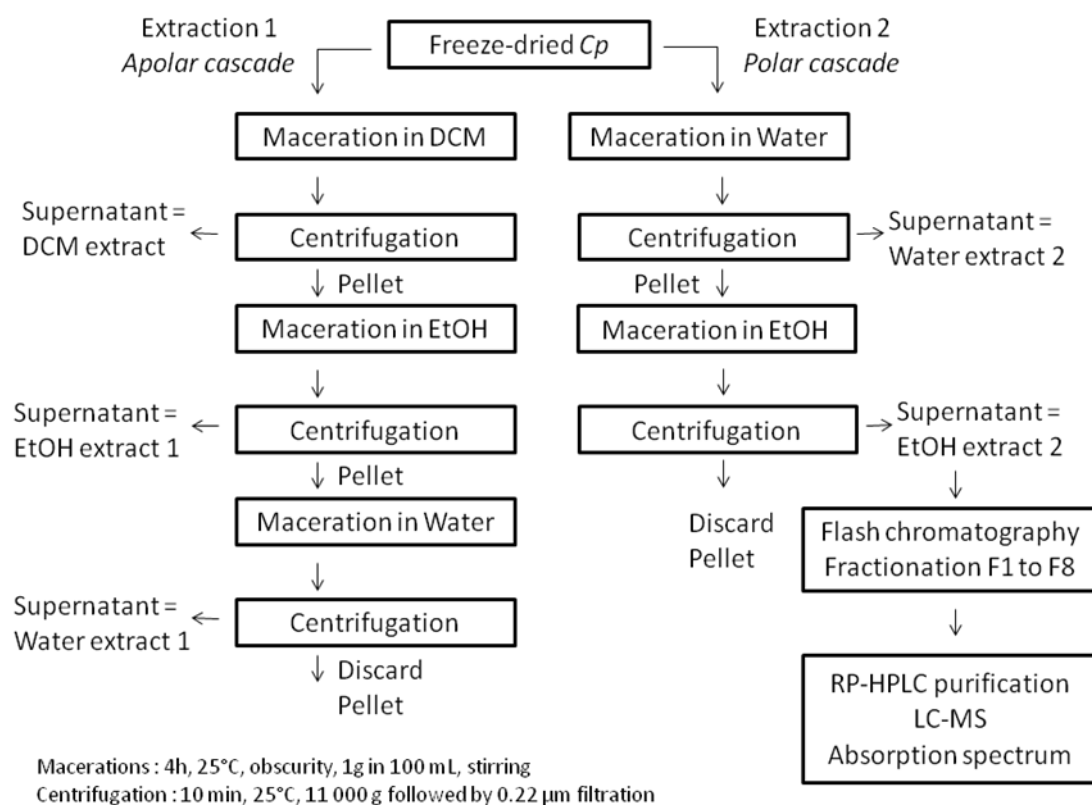 Extraction 1
Apolar cascade
Freeze-dried Cp
Extraction 2
Polar cascade
Maceration in DCM
Maceration in Water
Supernatant =
DCM extract
Centrifugation
Centrifugation
Supernatant =
Water extract 2
Pellet
Pellet
Maceration in EtOH
Maceration in EtOH
Supernatant =
EtOH extract 1
Centrifugation
Centrifugation
Supernatant =
EtOH extract 2
Pellet
Maceration in Water
Discard
Pellet
Flash chromatography
Fractionation F1 to F8
Supernatant =
Water extract 1
Centrifugation
Discard
Pellet
RP-HPLC purification
LC-MS
Absorption spectrum
Macerations : 4h, 25°C, obscurity, 1g in 100 mL, stirring
Centrifugation : 10 min, 25°C, 11 000 g followed by 0.22 µm filtration